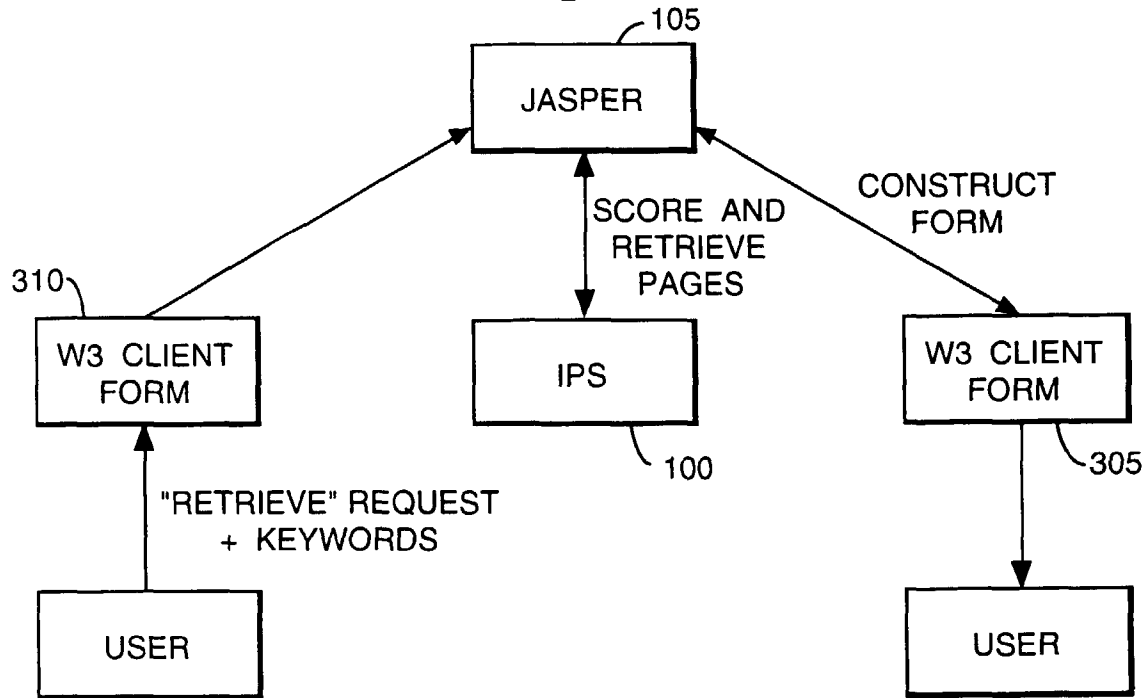 105
JASPER
CONSTRUCT
FORM
SCORE AND
RETRIEVE
PAGES
310
W3 CLIENT
FORM
IPS
W3 CLIENT
FORM
100
305
"RETRIEVE" REQUEST
+ KEYWORDS
USER
USER